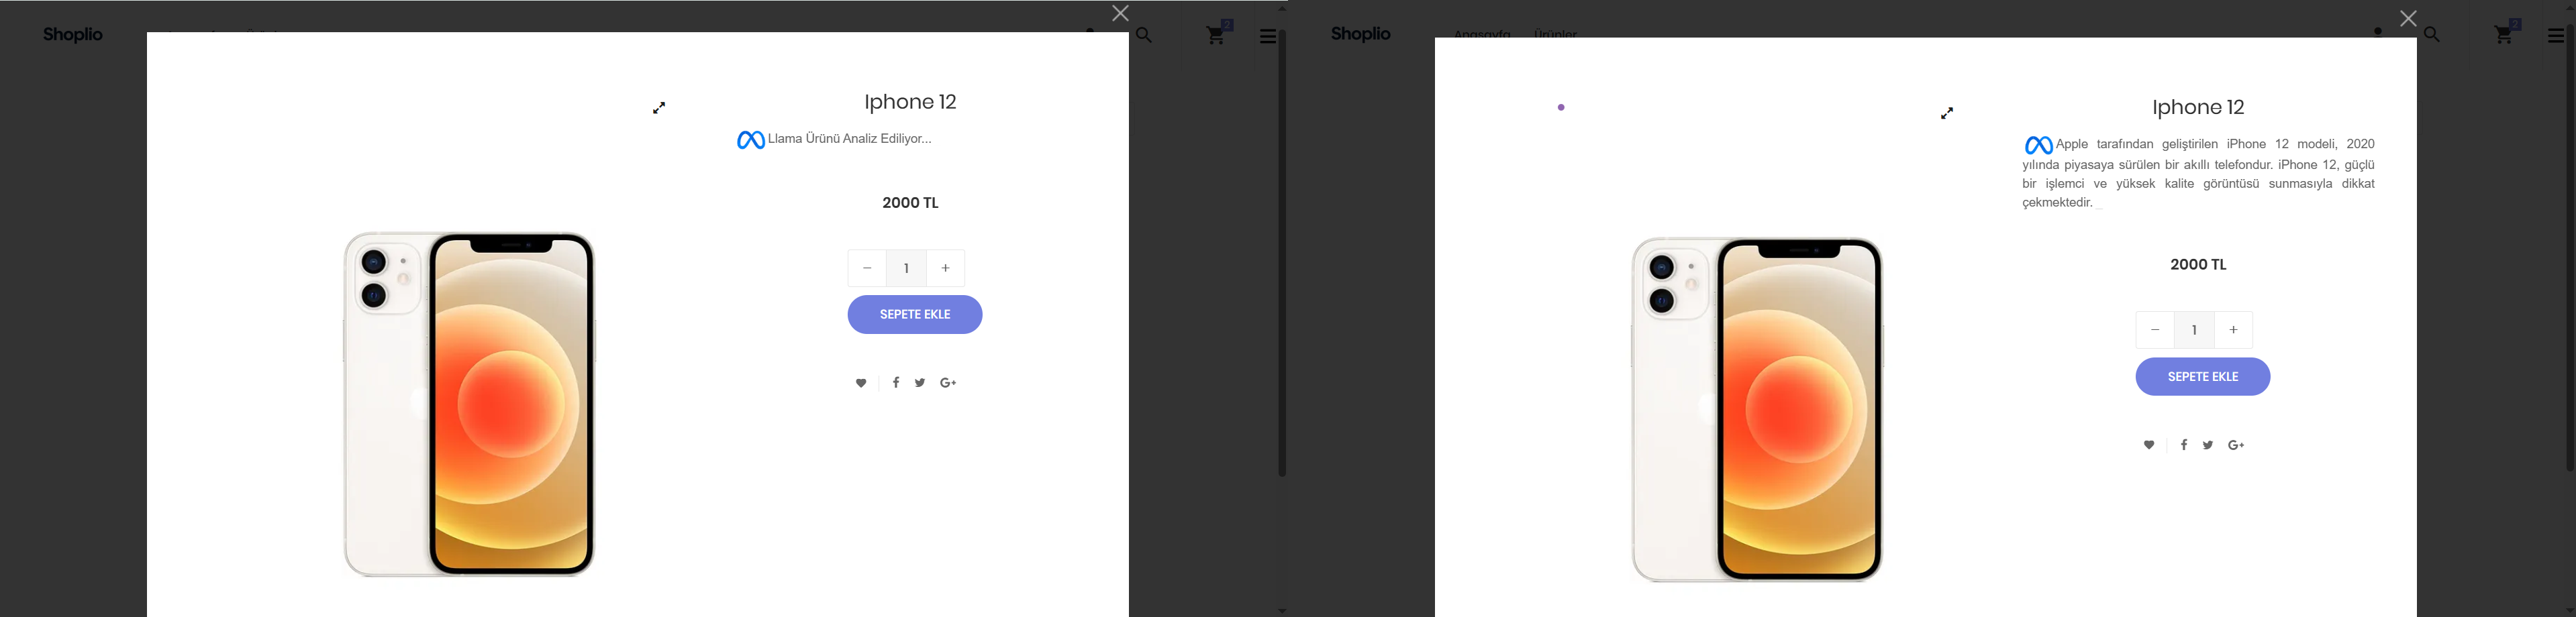 Shoplio
2
Iphone 12
Llama Ürünü Analiz Ediliyor...
2000 TL
− 1 +
SEPETE EKLE
G+
Shoplio
Anasayfa Ürünler
2
Iphone 12
Apple tarafından geliştirilen iPhone 12 modeli, 2020
yılında piyasaya sürülen bir akıllı telefondur. iPhone 12, güçlü
bir işlemci ve yüksek kalite görüntüsü sunmasıyla dikkat
çekmektedir. _
2000 TL
− 1 +
SEPETE EKLE
G+